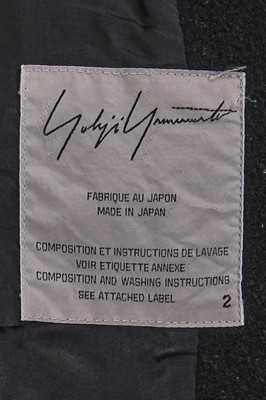 Yohji Yamamoto
FABRIQUE AU JAPON
MADE IN JAPAN
COMPOSITION ET INSTRUCTIONS DE LAVAGE
VOIR ETIQUETTE ANNEXE
COMPOSITION AND WASHING INSTRUCTIONS
SEE ATTACHED LABEL
2